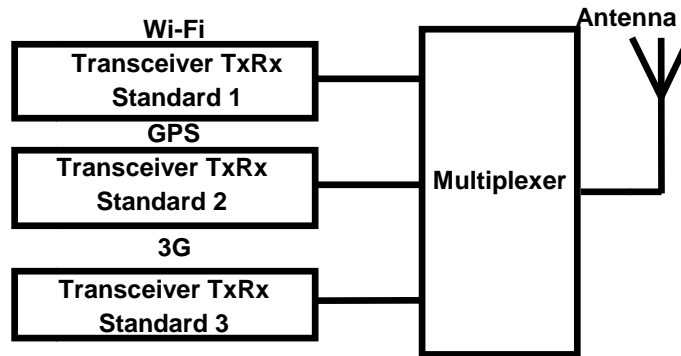 Wi-Fi
Transceiver TxRx
Standard 1
GPS
Transceiver TxRx
Standard 2
3G
Transceiver TxRx
Standard 3
Multiplexer
Antenna